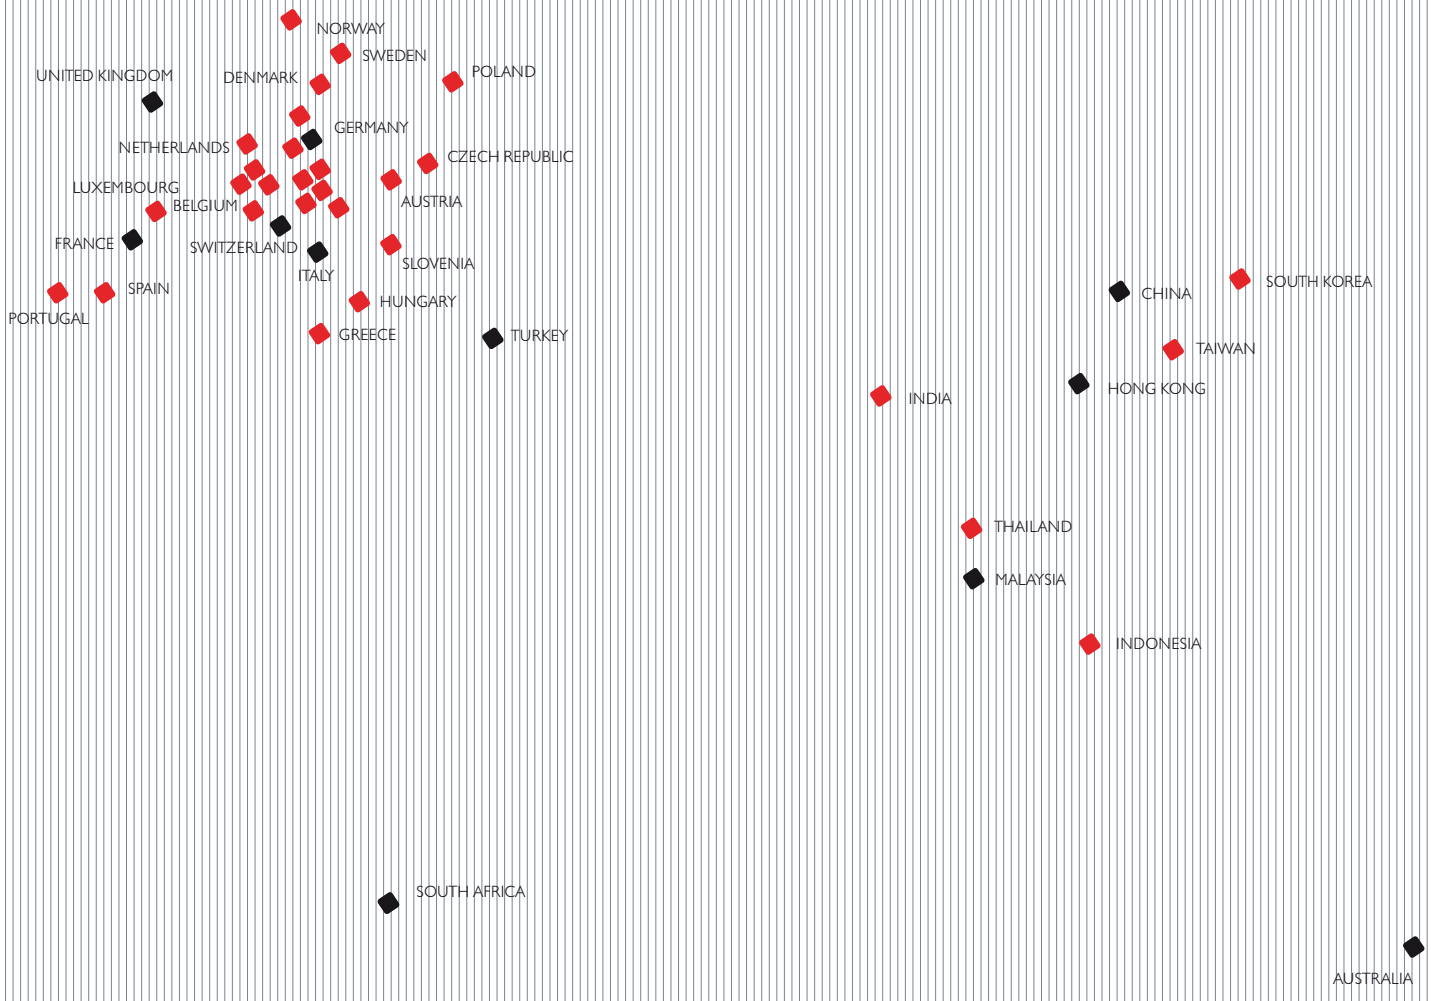 NORWAY
SWEDEN
POLAND
UNITED KINGDOM
DENMARK
GERMANY
NETHERLANDS
CZECH REPUBLIC
LUXEMBOURG
AUSTRIA
BELGIUM
FRANCE
SWITZERLAND
SLOVENIA
ITALY
SOUTH KOREA
SPAIN
CHINA
HUNGARY
PORTUGAL
GREECE
TURKEY
TAIWAN
HONG KONG
INDIA
THAILAND
MALAYSIA
INDONESIA
SOUTH AFRICA
AUSTRALIA